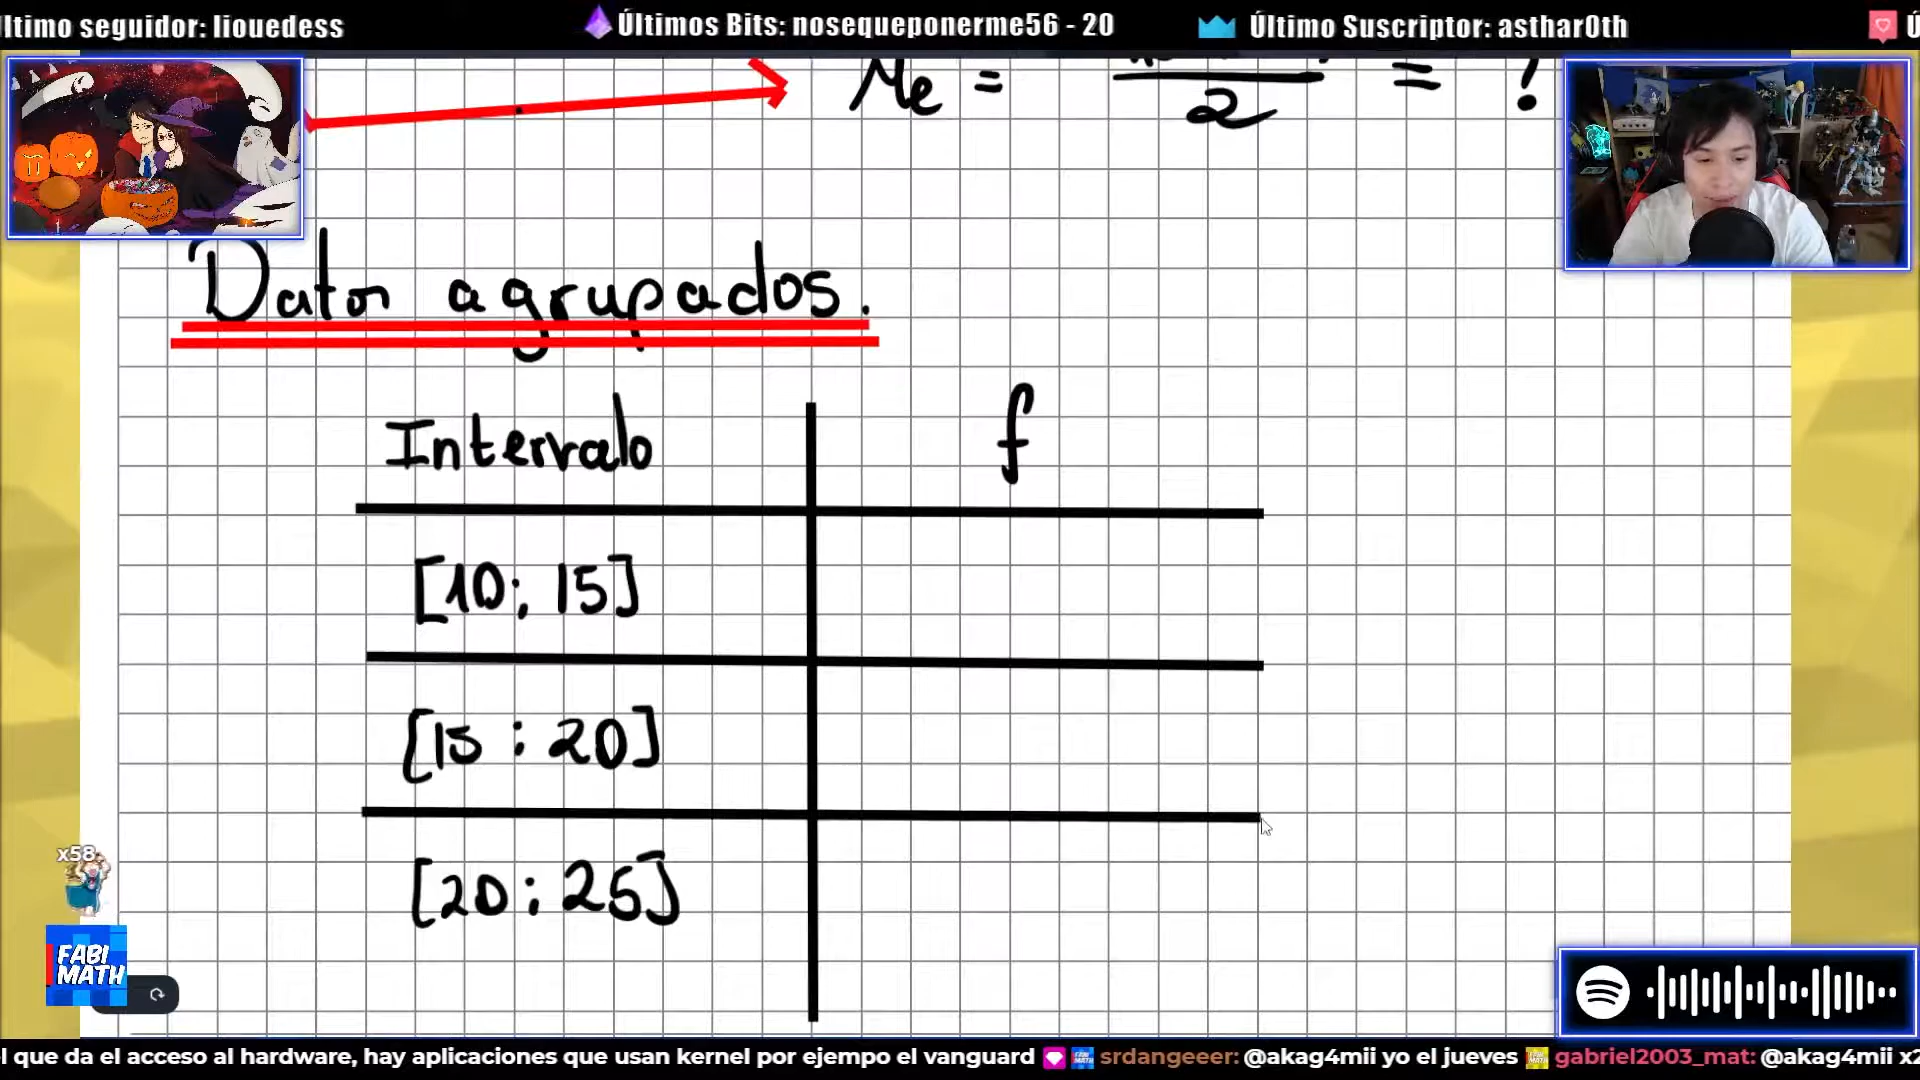 ltimo seguidor: liouedess
Últimos Bits: nosequeponerme56 - 20
Último Suscriptor: asthar0th
Ú
Me =
2
= ?
Datos agrupados.
Intervalo
f
[10; 15]
[15 ; 20]
[20 ; 25]
x58
FABI
MATH
l que da el acceso al hardware, hay aplicaciones que usan kernel por ejempo el vanguard srdangeeer: @akag4mii yo el jueves gabriel2003_mat: @akag4mii x2